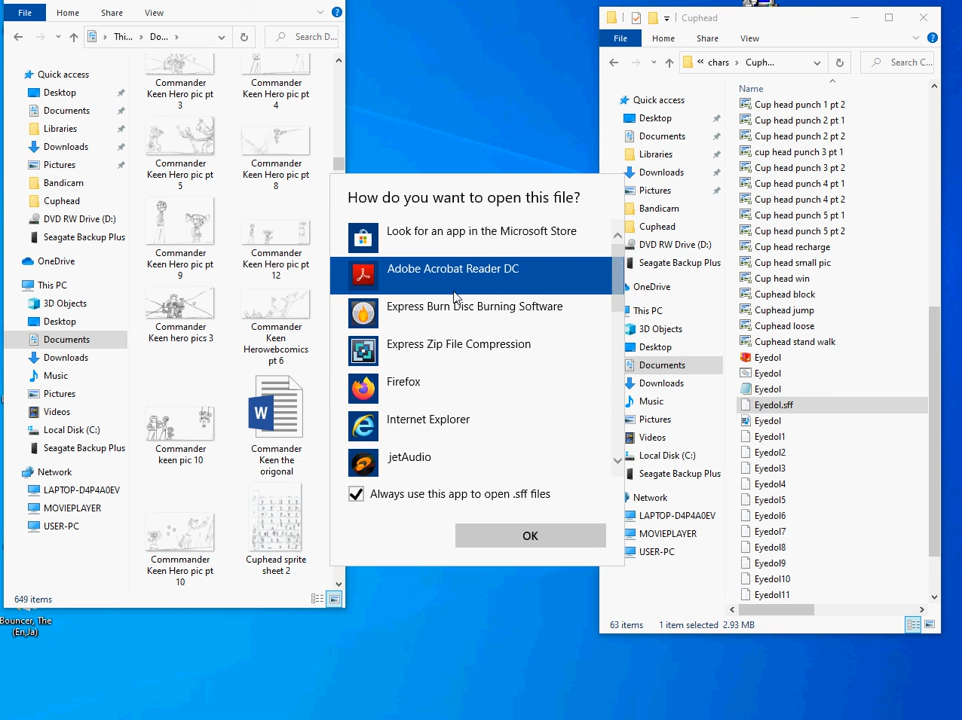 File
Home
Share
View
Thi...
Do...
Search D...
Quick access
Desktop
Documents
Libraries
Downloads
Pictures
Bandicam
Cuphead
DVD RW Drive (D:)
Seagate Backup Plus
OneDrive
This PC
3D Objects
Desktop
Documents
Downloads
Music
Pictures
Videos
Local Disk (C:)
Seagate Backup Plus
Network
LAPTOP-D4P4A0EV
MOVIEPLAYER
USER-PC
649 items
Commander
Keen Hero pic pt
3
Commander
Keen Hero pic pt
4
Commander
Keen Hero pic pt
5
Commander
Keen Hero pic pt
8
Commander
Keen Hero pic pt
9
Commander
Keen Hero pic pt
12
Commander
Keen hero pics 3
Commander
Keen
Herowebcomics
pt 6
Commander
keen pic 10
Commander
Keen the
origonal
Commmander
Keen Hero pic pt
10
Cuphead sprite
sheet 2
Bouncer, The
(En,Ja)
How do you want to open this file?
Look for an app in the Microsoft Store
Adobe Acrobat Reader DC
Express Burn Disc Burning Software
Express Zip File Compression
Firefox
Internet Explorer
jetAudio
Always use this app to open .sff files
OK
Cuphead
File
Home
Share
View
« chars
Cuph...
Search C...
Quick access
Desktop
Documents
Libraries
Downloads
Pictures
Bandicam
Cuphead
DVD RW Drive (D:)
Seagate Backup Plus
OneDrive
This PC
3D Objects
Desktop
Documents
Downloads
Music
Pictures
Videos
Local Disk (C:)
Seagate Backup Plus
Network
LAPTOP-D4P4A0EV
MOVIEPLAYER
USER-PC
Name
Cup head punch 1 pt 2
Cup head punch 2 pt 1
Cup head punch 2 pt 2
cup head punch 3 pt 1
Cup head punch 3 pt 2
Cup head punch 4 pt 1
Cup head punch 4 pt 2
Cup head punch 5 pt 1
Cup head punch 5 pt 2
Cup head recharge
Cup head small pic
Cup head win
Cuphead block
Cuphead jump
Cuphead loose
Cuphead stand walk
Eyedol
Eyedol
Eyedol
Eyedol.sff
Eyedol
Eyedol1
Eyedol2
Eyedol3
Eyedol4
Eyedol5
Eyedol6
Eyedol7
Eyedol8
Eyedol9
Eyedol10
Eyedol11
63 items
1 item selected 2.93 MB